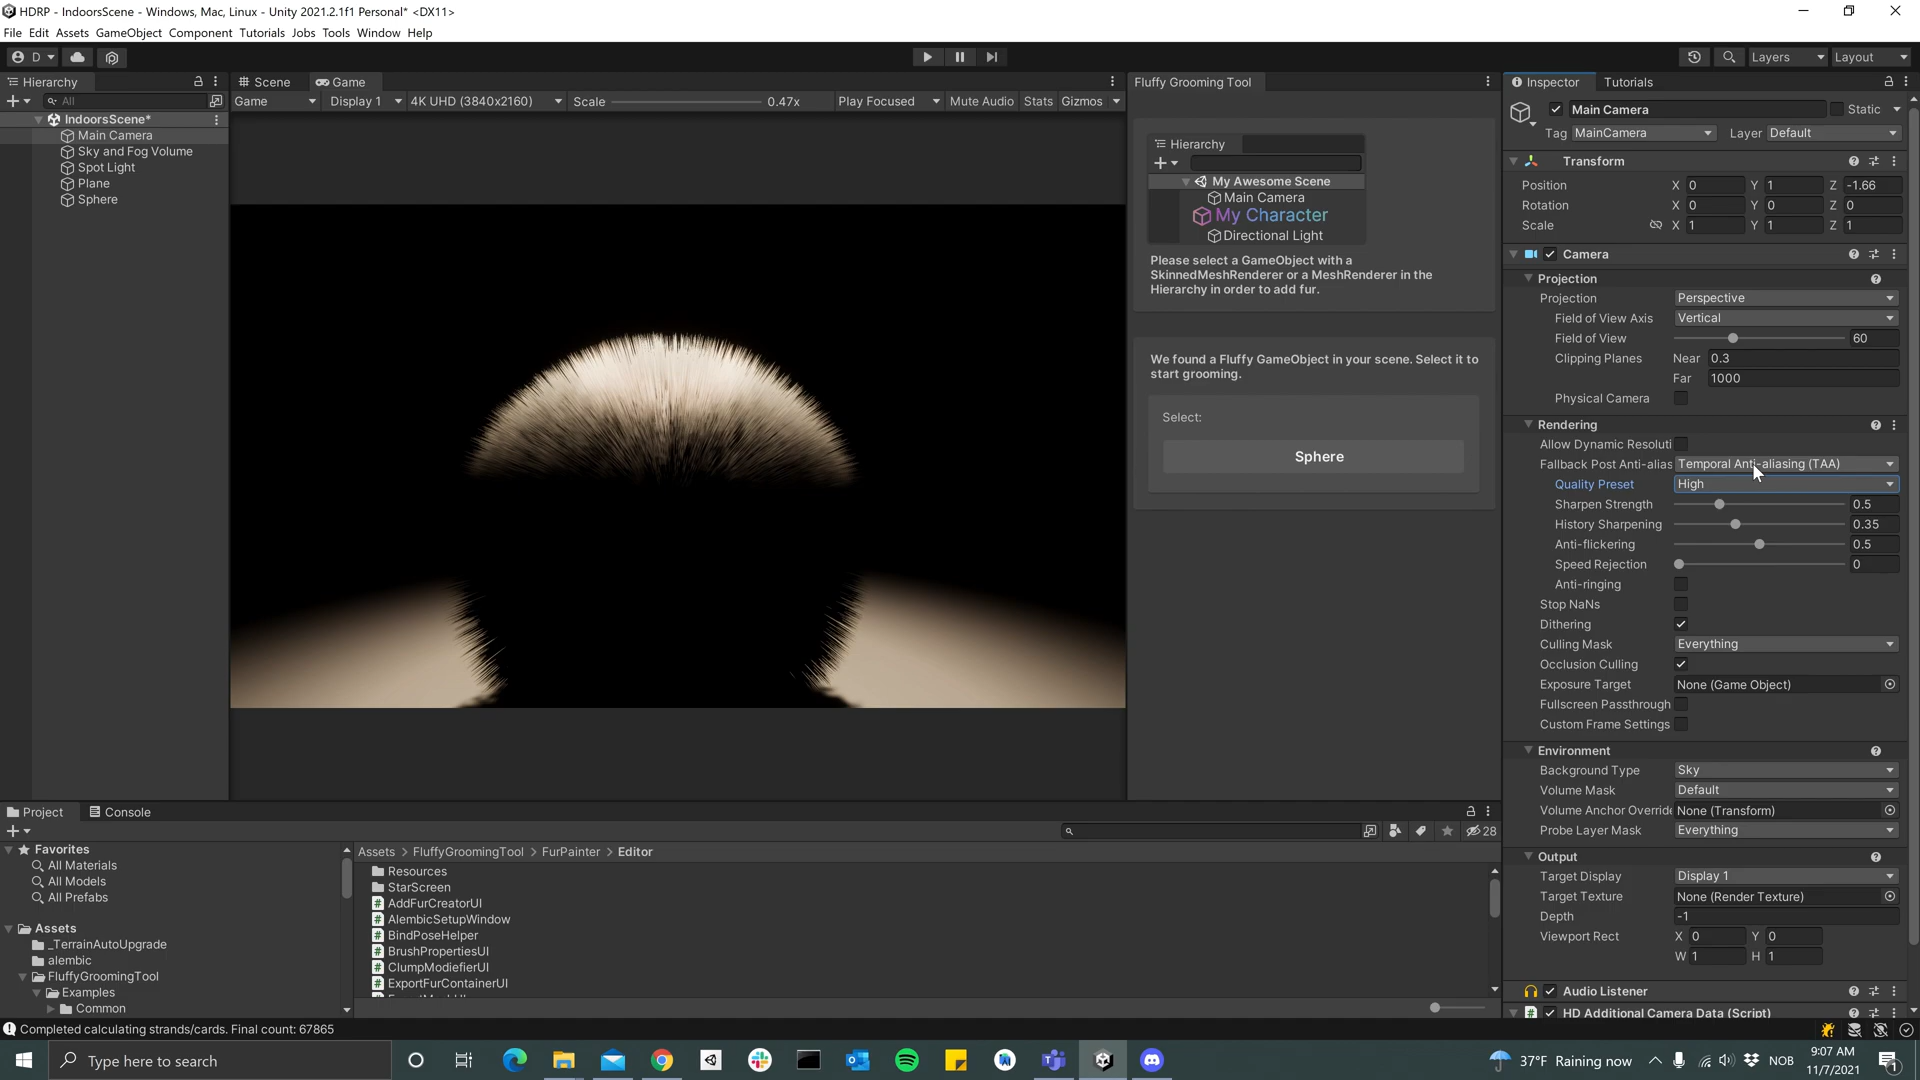 HDRP - IndoorsScene - Windows, Mac, Linux - Unity 2021.2.1f1 Personal* <DX11>
File Edit Assets GameObject Component Tutorials Jobs Tools Window Help
D Layers Layout
Hierarchy
All
IndoorsScene*
Main Camera
Sky and Fog Volume
Spot Light
Plane
Sphere
Scene Game
Game Display 1 4K UHD (3840x2160) Scale 0.47x Play Focused Mute Audio Stats Gizmos
Fluffy Grooming Tool
Hierarchy
My Awesome Scene
Main Camera
My Character
Directional Light
Please select a GameObject with a
SkinnedMeshRenderer or a MeshRenderer in the
Hierarchy in order to add fur.
We found a Fluffy GameObject in your scene. Select it to
start grooming.
Select:
Sphere
Inspector Tutorials
Main Camera Static
Tag MainCamera Layer Default
Transform
Position X 0 Y 1 Z -1.66
Rotation X 0 Y 0 Z 0
Scale X 1 Y 1 Z 1
Camera
Projection
Projection Perspective
Field of View Axis Vertical
Field of View 60
Clipping Planes Near 0.3
Far 1000
Physical Camera
Rendering
Allow Dynamic Resoluti
Fallback Post Anti-alias Temporal Anti-aliasing (TAA)
Quality Preset High
Sharpen Strength 0.5
History Sharpening 0.35
Anti-flickering 0.5
Speed Rejection 0
Anti-ringing
Stop NaNs
Dithering
Culling Mask Everything
Occlusion Culling
Exposure Target None (Game Object)
Fullscreen Passthrough
Custom Frame Settings
Environment
Background Type Sky
Volume Mask Default
Volume Anchor Override None (Transform)
Probe Layer Mask Everything
Output
Target Display Display 1
Target Texture None (Render Texture)
Depth -1
Viewport Rect X 0 Y 0
W 1 H 1
Audio Listener
HD Additional Camera Data (Script)
Project Console
28
Favorites
All Materials
All Models
All Prefabs
Assets
_TerrainAutoUpgrade
alembic
FluffyGroomingTool
Examples
Common
Assets > FluffyGroomingTool > FurPainter > Editor
Resources
StarScreen
AddFurCreatorUI
AlembicSetupWindow
BindPoseHelper
BrushPropertiesUI
ClumpModiefierUI
ExportFurContainerUI
Completed calculating strands/cards. Final count: 67865
Type here to search
37°F Raining now NOB 9:07 AM
11/7/2021
1